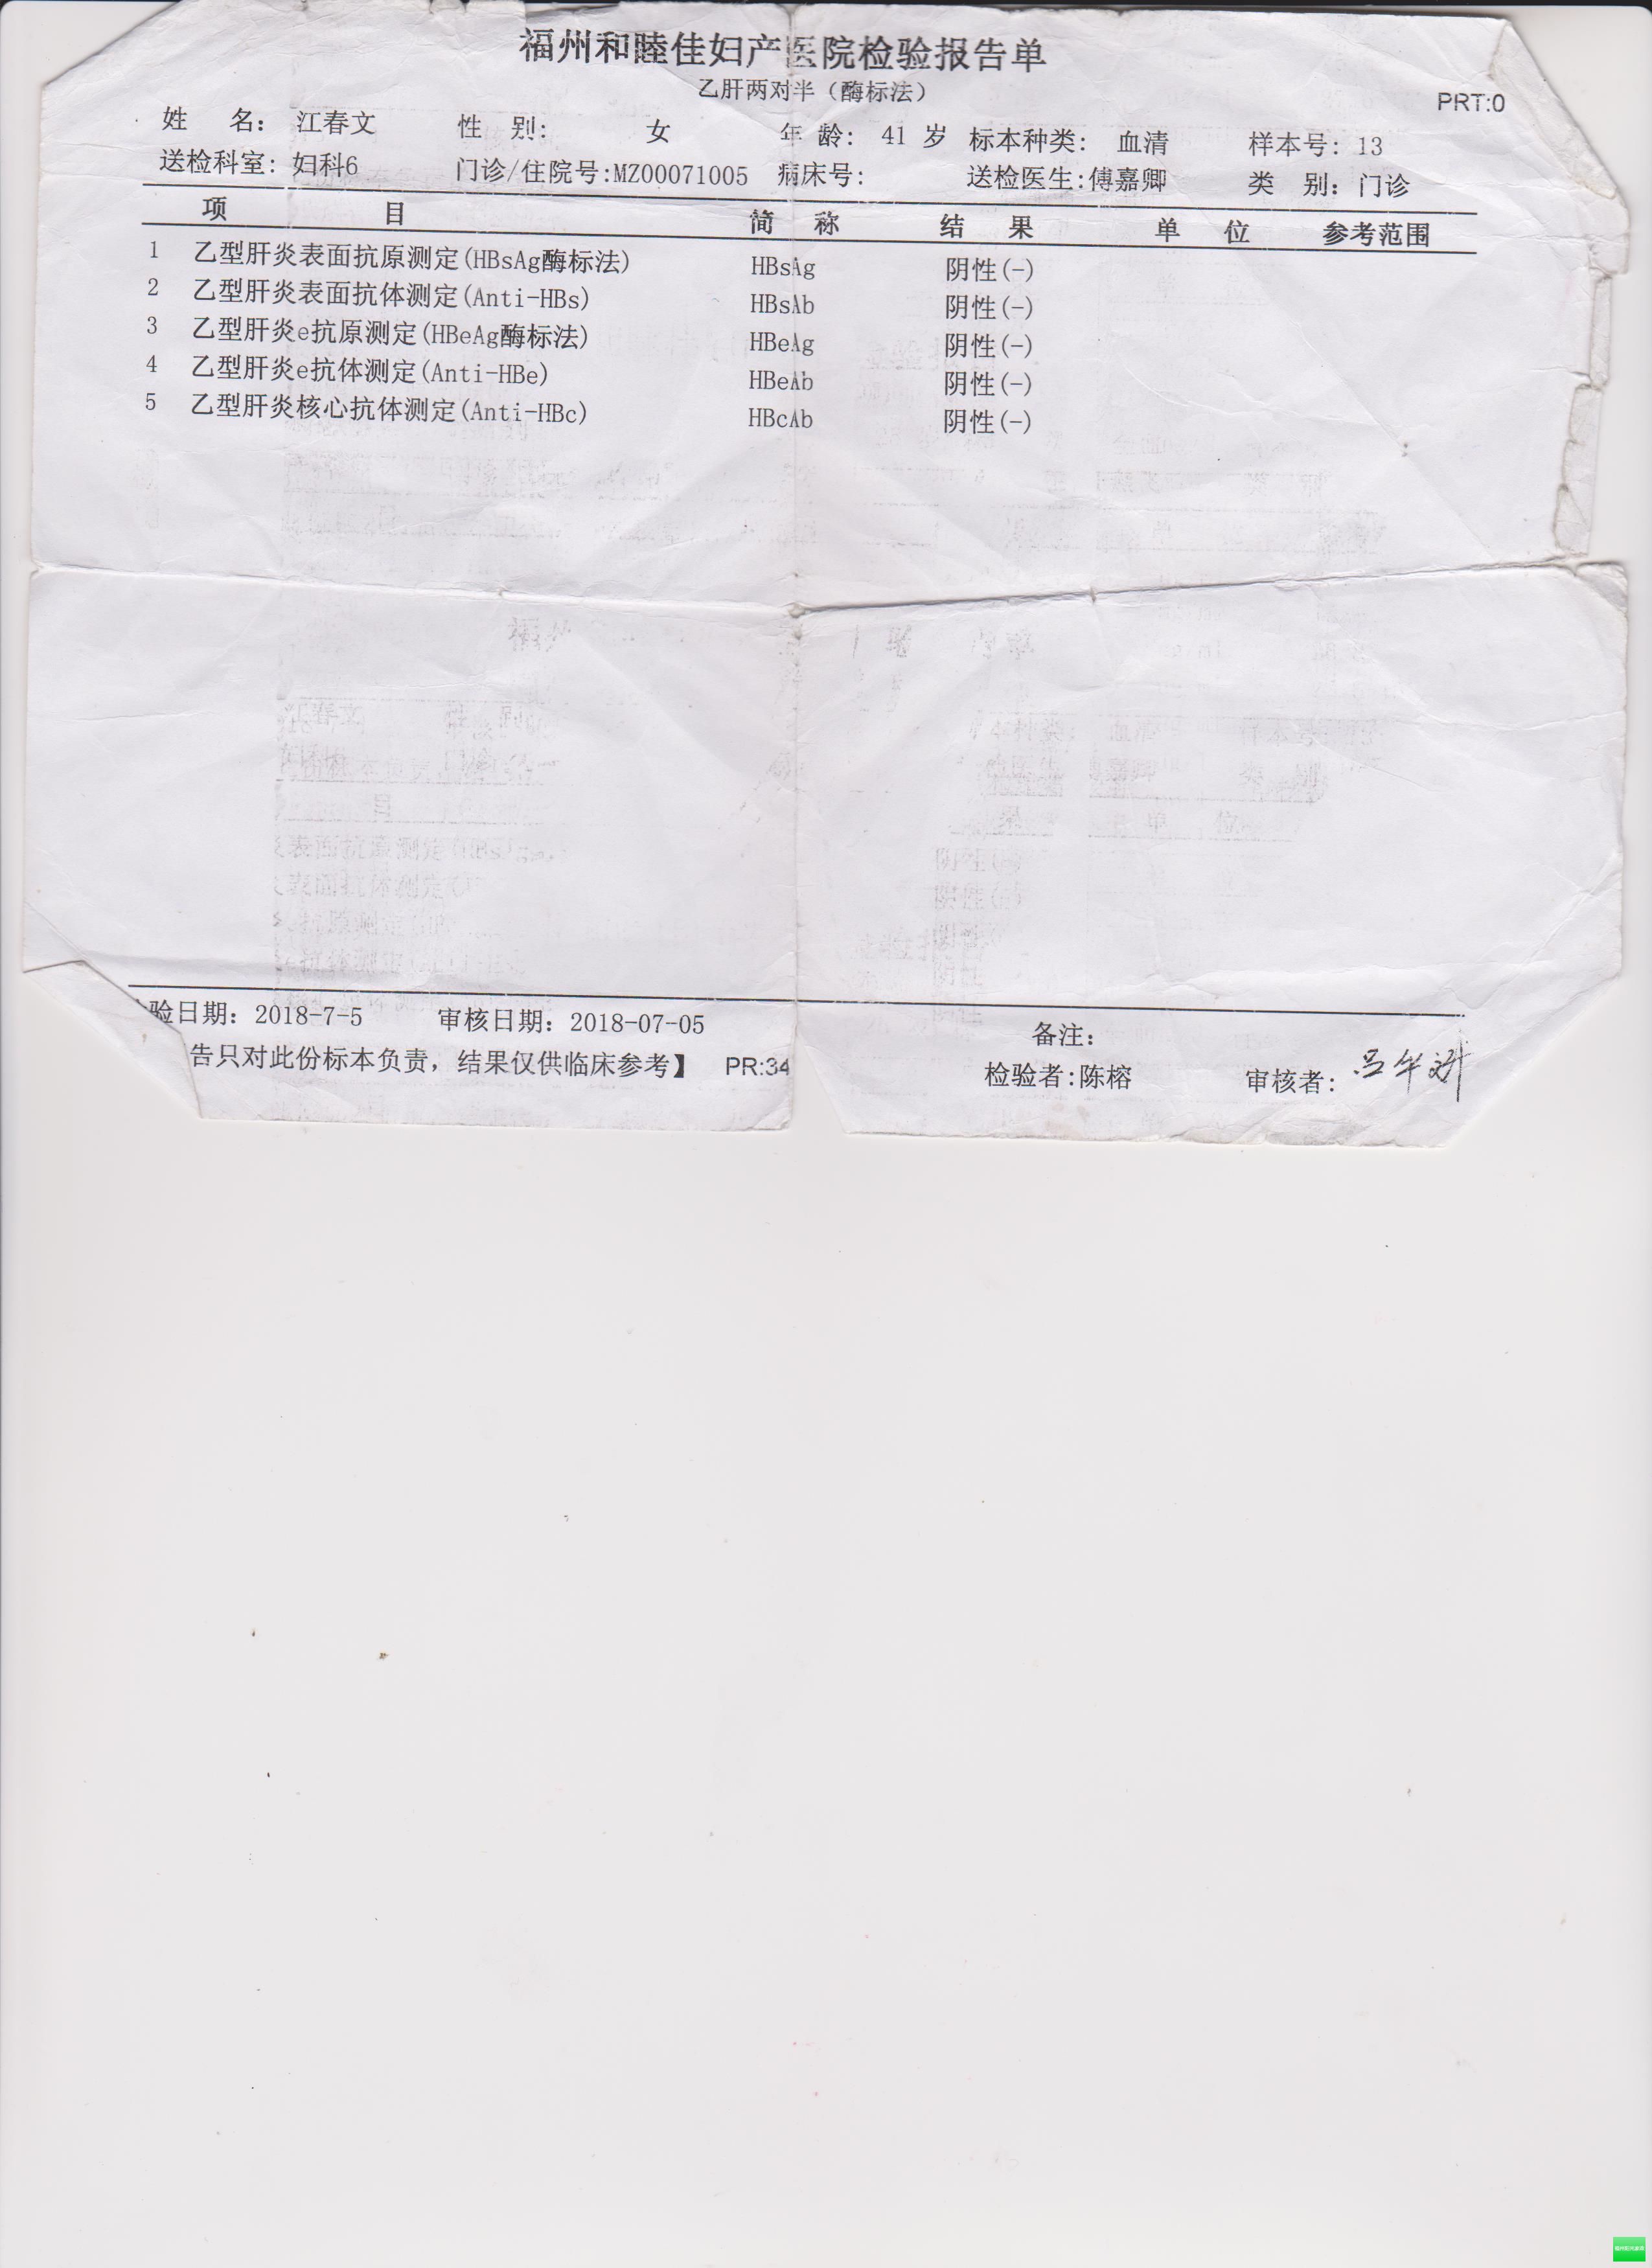 福州和睦佳妇产医院检验报告单
乙肝两对半（酶标法）
PRT:0
姓 名: 江春文 性 别: 女 年 龄: 41 岁 标本种类: 血清 样本号: 13
送检科室: 妇科6 门诊/住院号:MZ00071005 病床号: 送检医生:傅嘉卿 类 别: 门诊
项 目 简 称 结 果 单 位 参考范围
1 乙型肝炎表面抗原测定(HBsAg酶标法) HBsAg 阴性(-)
2 乙型肝炎表面抗体测定(Anti-HBs) HBsAb 阴性(-)
3 乙型肝炎e抗原测定(HBeAg酶标法) HBeAg 阴性(-)
4 乙型肝炎e抗体测定(Anti-HBe) HBeAb 阴性(-)
5 乙型肝炎核心抗体测定(Anti-HBc) HBcAb 阴性(-)
验日期: 2018-7-5 审核日期: 2018-07-05 备注:
告只对此份标本负责，结果仅供临床参考】 PR:34 检验者:陈榕 审核者: